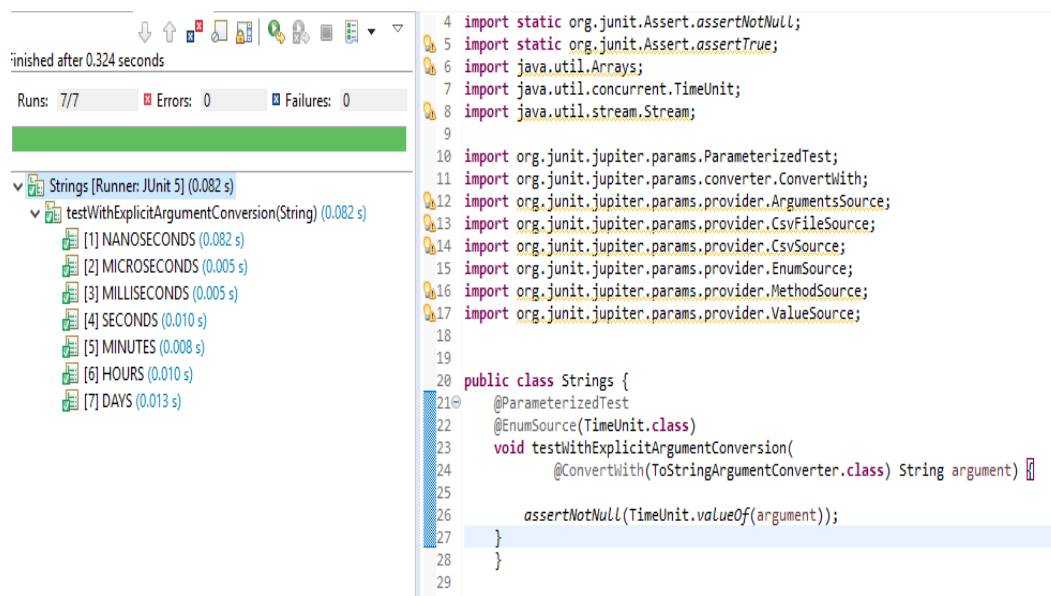 inished after 0.324 seconds
Runs: 7/7 Errors: 0 Failures: 0
Strings [Runner: JUnit 5] (0.082 s)
testWithExplicitArgumentConversion(String) (0.082 s)
[1] NANOSECONDS (0.082 s)
[2] MICROSECONDS (0.005 s)
[3] MILLISECONDS (0.005 s)
[4] SECONDS (0.010 s)
[5] MINUTES (0.008 s)
[6] HOURS (0.010 s)
[7] DAYS (0.013 s)
4 import static org.junit.Assert.assertNotNull;
5 import static org.junit.Assert.assertTrue;
6 import java.util.Arrays;
7 import java.util.concurrent.TimeUnit;
8 import java.util.stream.Stream;
9
10 import org.junit.jupiter.params.ParameterizedTest;
11 import org.junit.jupiter.params.converter.ConvertWith;
12 import org.junit.jupiter.params.provider.ArgumentsSource;
13 import org.junit.jupiter.params.provider.CsvFileSource;
14 import org.junit.jupiter.params.provider.CsvSource;
15 import org.junit.jupiter.params.provider.EnumSource;
16 import org.junit.jupiter.params.provider.MethodSource;
17 import org.junit.jupiter.params.provider.ValueSource;
18
19
20 public class Strings {
21 @ParameterizedTest
22 @EnumSource(TimeUnit.class)
23 void testWithExplicitArgumentConversion(
24 @ConvertWith(ToStringArgumentConverter.class) String argument) {
25
26 assertNotNull(TimeUnit.valueOf(argument));
27 }
28 }
29